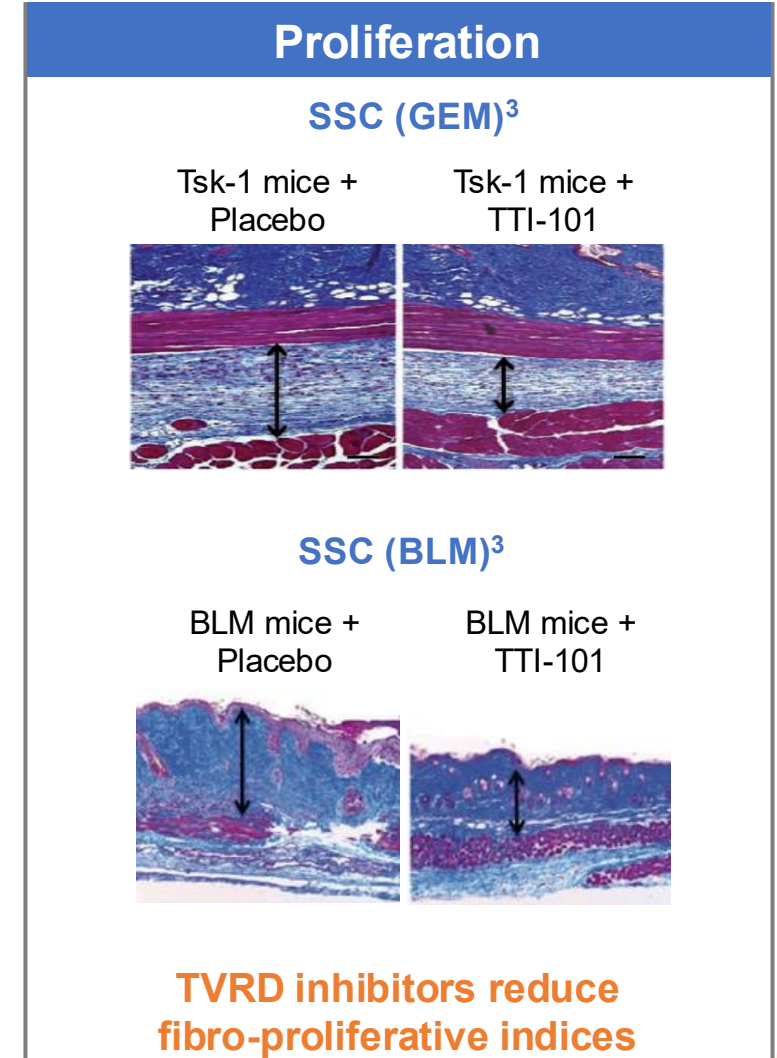 Proliferation
SSC (GEM)³
Tsk-1 mice +
Placebo
Tsk-1 mice +
TTI-101
SSC (BLM)³
BLM mice +
Placebo
BLM mice +
TTI-101
TVRD inhibitors reduce
fibro-proliferative indices